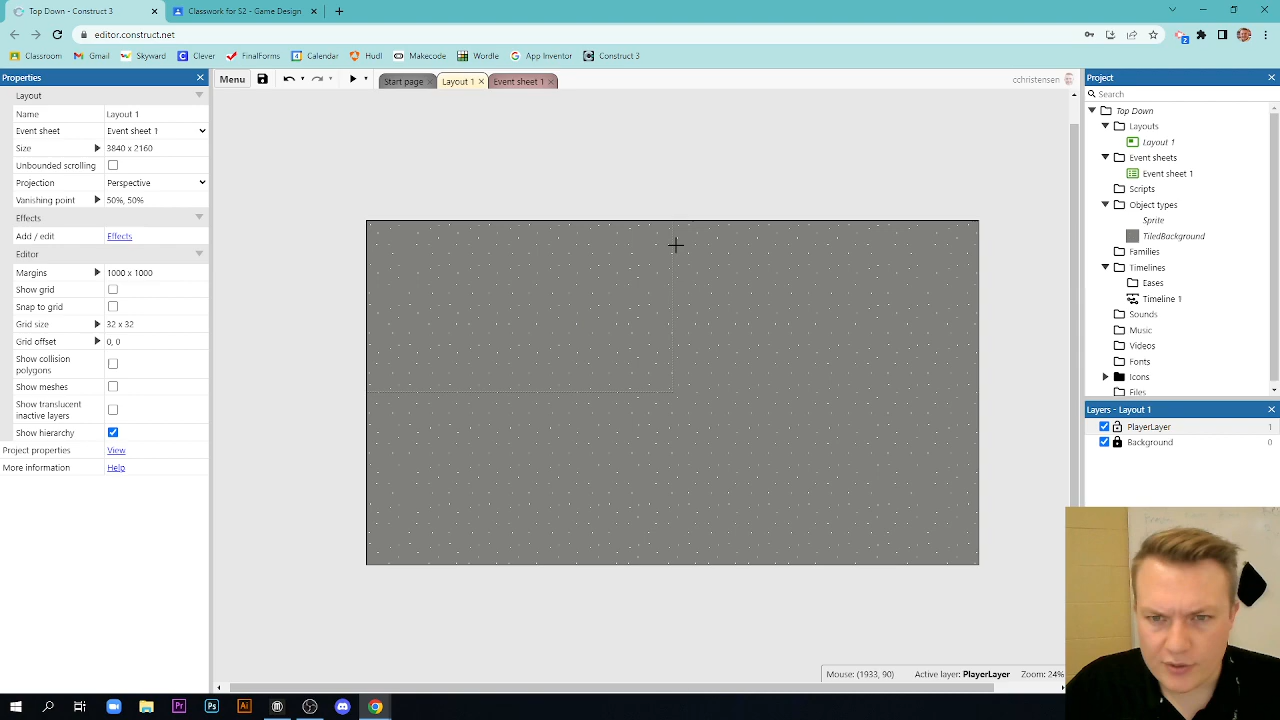 Top Down - Construct 3
Classwork for S2 - Game Design
editor.construct.net
2
Classroom
Gmail
Skyward
Clever
FinalForms
Calendar
Hudl
Makecode
Wordle
App Inventor
Construct 3
Properties
Menu
Start page
Layout 1
Event sheet 1
cchristensen
Project
Layout
Name
Layout 1
Event sheet
Event sheet 1
Size
3840 x 2160
Unbounded scrolling
Projection
Perspective
Vanishing point
50%, 50%
Effects
Add / edit
Effects
Editor
Margins
1000 x 1000
Show grid
Snap to grid
Grid size
32 x 32
Grid offset
0, 0
Show collision
polygons
Show meshes
Show translucent
inactive layers
Show hierarchy
Project properties
View
More information
Help
Search
Top Down
Layouts
Layout 1
Event sheets
Event sheet 1
Scripts
Object types
Sprite
TiledBackground
Families
Timelines
Eases
Timeline 1
Sounds
Music
Videos
Fonts
Icons
Files
Layers - Layout 1
PlayerLayer
1
Background
0
Mouse: (1933, 90)
Active layer: PlayerLayer
Zoom: 24%
Pr
Ps
Ai